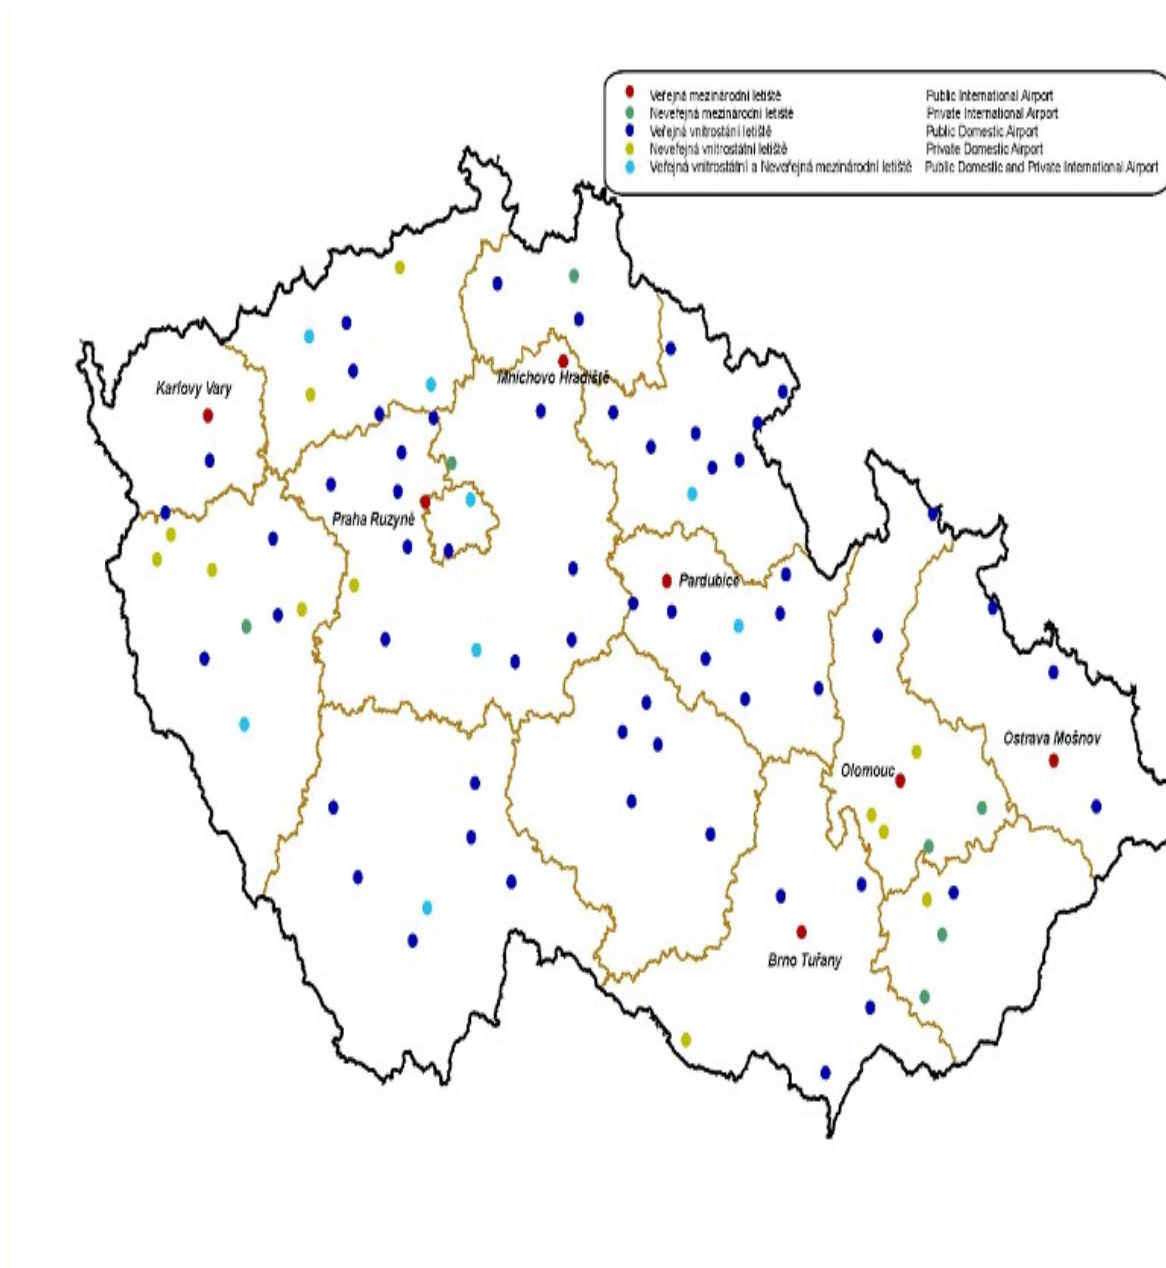 Veřejná mezinárodní letiště Public International Airport
Neveřejná mezinárodní letiště Private International Airport
Veřejná vnitrostání letiště Public Domestic Airport
Neveřejná vnitrostátní letiště Private Domestic Airport
Veřejná vnitrostátní a Neveřejná mezinárodní letiště Public Domestic and Private International Airport
Karlovy Vary
Mnichovo Hradiště
Praha Ruzyně
Pardubice
Ostrava Mošnov
Olomouc
Brno Tuřany